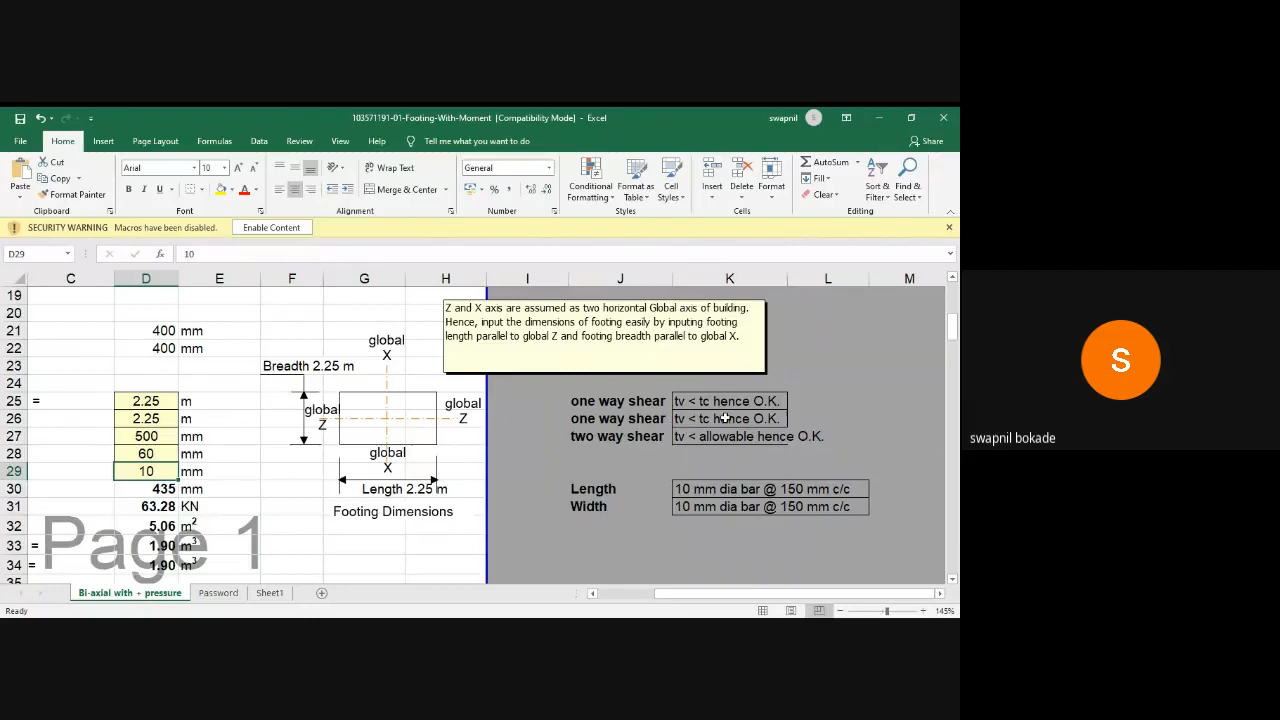 103571191-01-Footing-With-Moment [Compatibility Mode] - Excel
swapnil
S
File Home Insert Page Layout Formulas Data Review View Help Tell me what you want to do
Share
Paste
Cut
Copy
Format Painter
Clipboard
Arial 10
B I U
Font
Wrap Text
Merge & Center
Alignment
General
Number
Conditional Formatting
Format as Table
Cell Styles
Styles
Insert
Delete
Format
Cells
AutoSum
Fill
Clear
Sort & Filter
Find & Select
Editing
SECURITY WARNING Macros have been disabled. Enable Content
D29 fx 10
C D E F G H I J K L M
19
20
21 400 mm
22 400 mm
23
24
25 = 2.25 m
26 2.25 m
27 500 mm
28 60 mm
29 10 mm
30 435 mm
31 63.28 KN
32 5.06 m²
33 = 1.90 m³
34 = 1.90 m³
35
Page 1
global X
Breadth 2.25 m
global Z
global Z
global X
Length 2.25 m
Footing Dimensions
Z and X axis are assumed as two horizontal Global axis of building.
Hence, input the dimensions of footing easily by inputing footing
length parallel to global Z and footing breadth parallel to global X.
one way shear tv < tc hence O.K.
one way shear tv < tc hence O.K.
two way shear tv < allowable hence O.K.
Length 10 mm dia bar @ 150 mm c/c
Width 10 mm dia bar @ 150 mm c/c
Bi-axial with + pressure Password Sheet1
Ready
145%
S
swapnil bokade